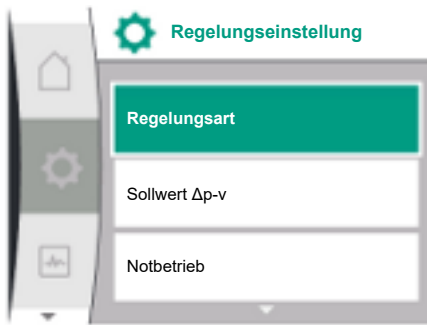 Regelungseinstellung
Regelungsart
Sollwert Δp-v
Notbetrieb